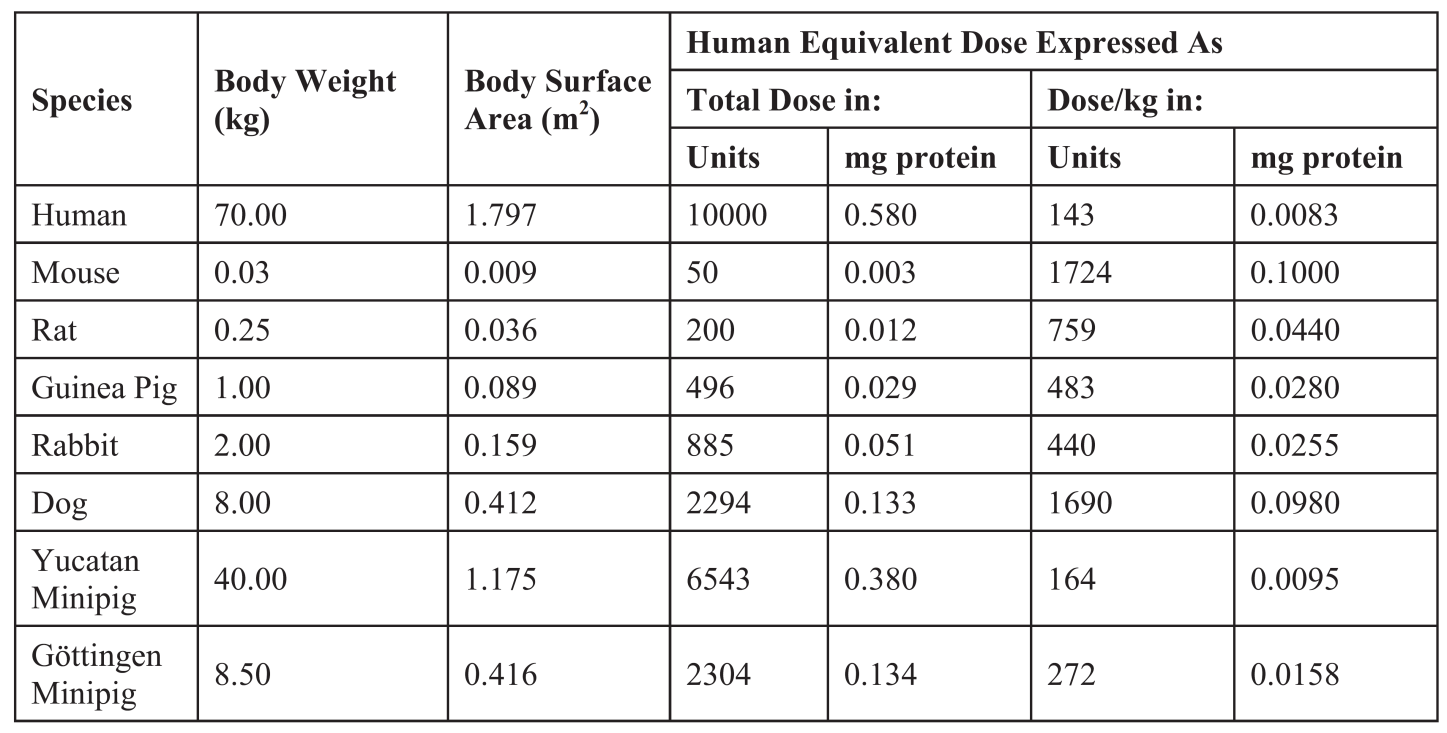 Species Body Weight (kg) Body Surface Area (m²) Human Equivalent Dose Expressed As
Total Dose in: Dose/kg in:
Units mg protein Units mg protein
Human 70.00 1.797 10000 0.580 143 0.0083
Mouse 0.03 0.009 50 0.003 1724 0.1000
Rat 0.25 0.036 200 0.012 759 0.0440
Guinea Pig 1.00 0.089 496 0.029 483 0.0280
Rabbit 2.00 0.159 885 0.051 440 0.0255
Dog 8.00 0.412 2294 0.133 1690 0.0980
Yucatan Minipig 40.00 1.175 6543 0.380 164 0.0095
Göttingen Minipig 8.50 0.416 2304 0.134 272 0.0158